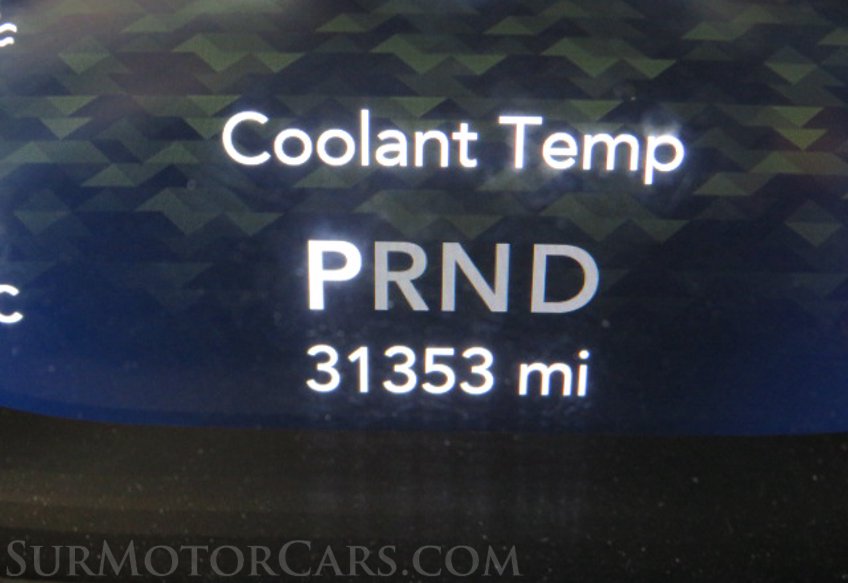 Coolant Temp
PRND
31353 mi
SURMOTORCARS.COM